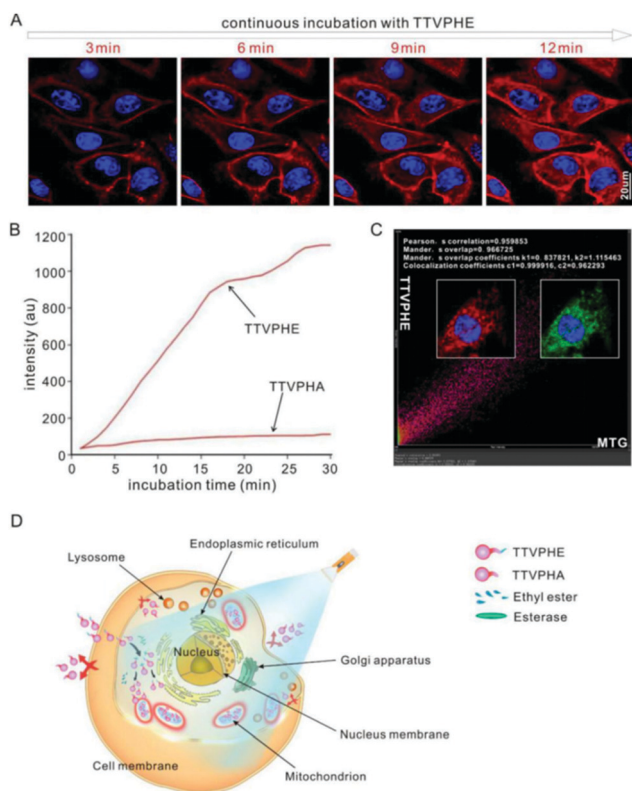 A
continuous incubation with TTVPHE
3min
6 min
9min
12min
20um
B
1200
1000
800
600
400
200
0
intensity (au)
TTVPHE
TTVPHA
0
5
10
15
20
25
30
incubation time (min)
C
Pearson. s correlation=0.959853
Mander. s overlap=0. 966725
Mander. s overlap coefficients k1=0. 837821, k2=1.115463
Colocalization coefficients c1=0.999916, c2=0.962293
TTVPHE
MTG
D
Endoplasmic reticulum
Lysosome
Nucleus
Golgi apparatus
Nucleus membrane
Cell membrane
Mitochondrion
TTVPHE
TTVPHA
Ethyl ester
Esterase